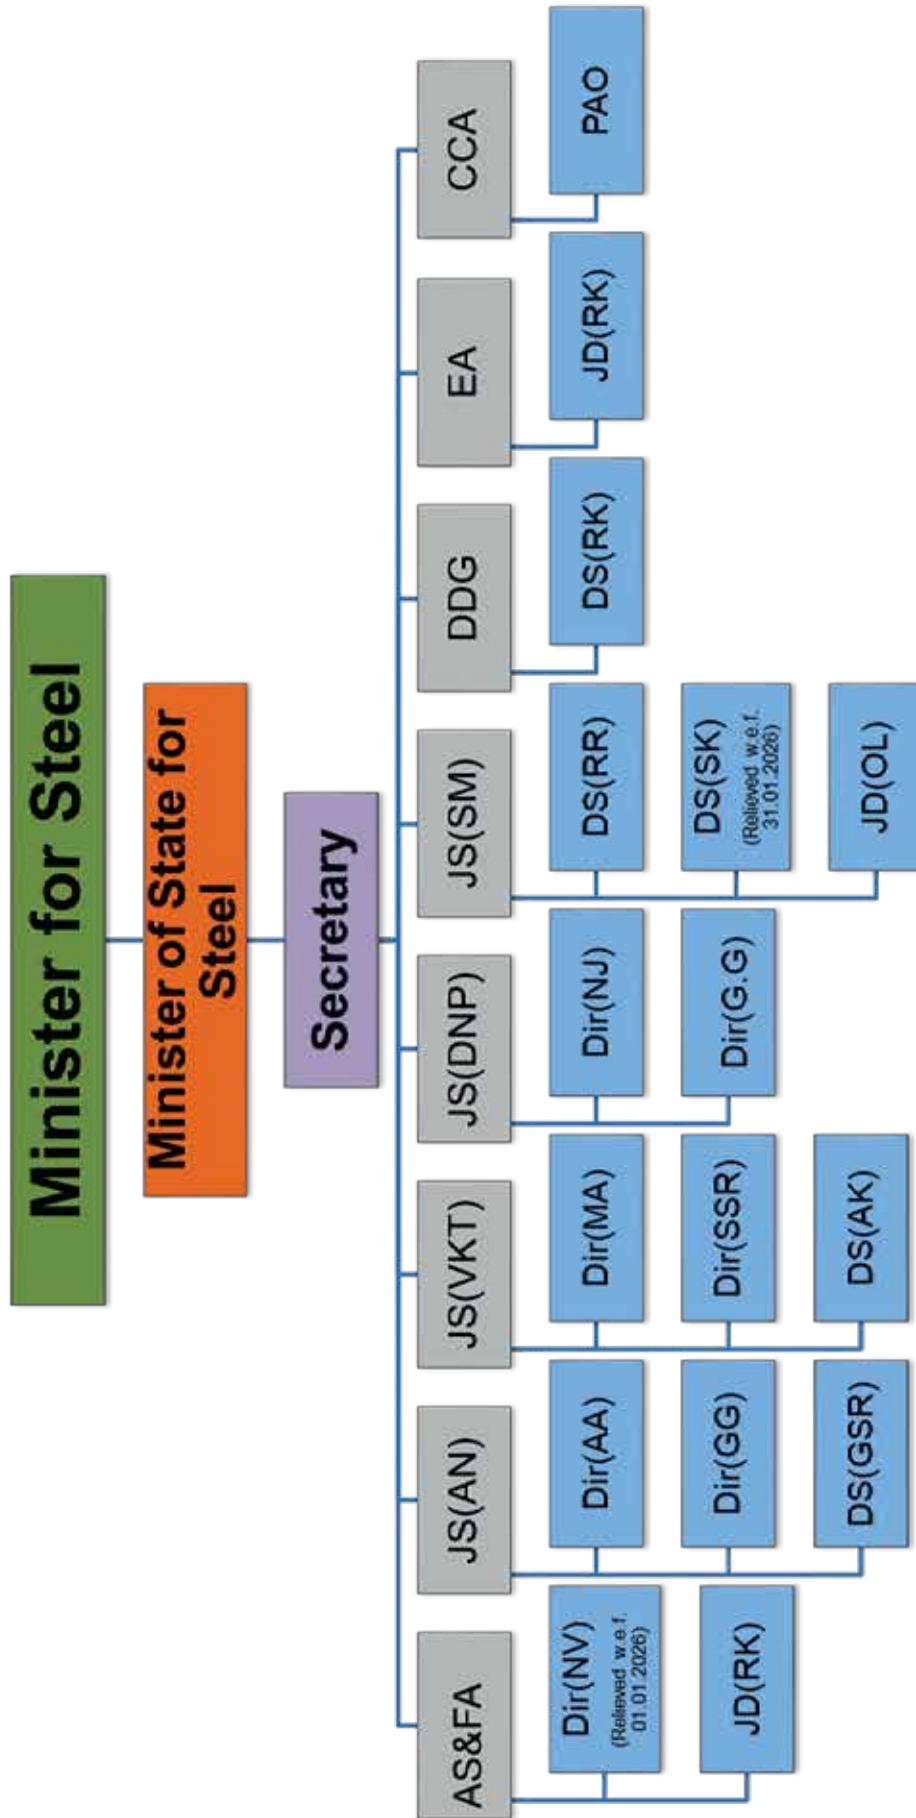 Minister for Steel
Minister of State for
Steel
Secretary
AS&FA
JS(AN)
JS(VKT)
JS(DNP)
JS(SM)
DDG
EA
CCA
Dir(NV)
(Relieved w.e.f.
01.01.2026)
JD(RK)
Dir(AA)
Dir(GG)
DS(GSR)
Dir(MA)
Dir(SSR)
DS(AK)
Dir(NJ)
Dir(G.G)
DS(RR)
DS(SK)
(Relieved w.e.f.
31.01.2026)
JD(OL)
DS(RK)
JD(RK)
PAO